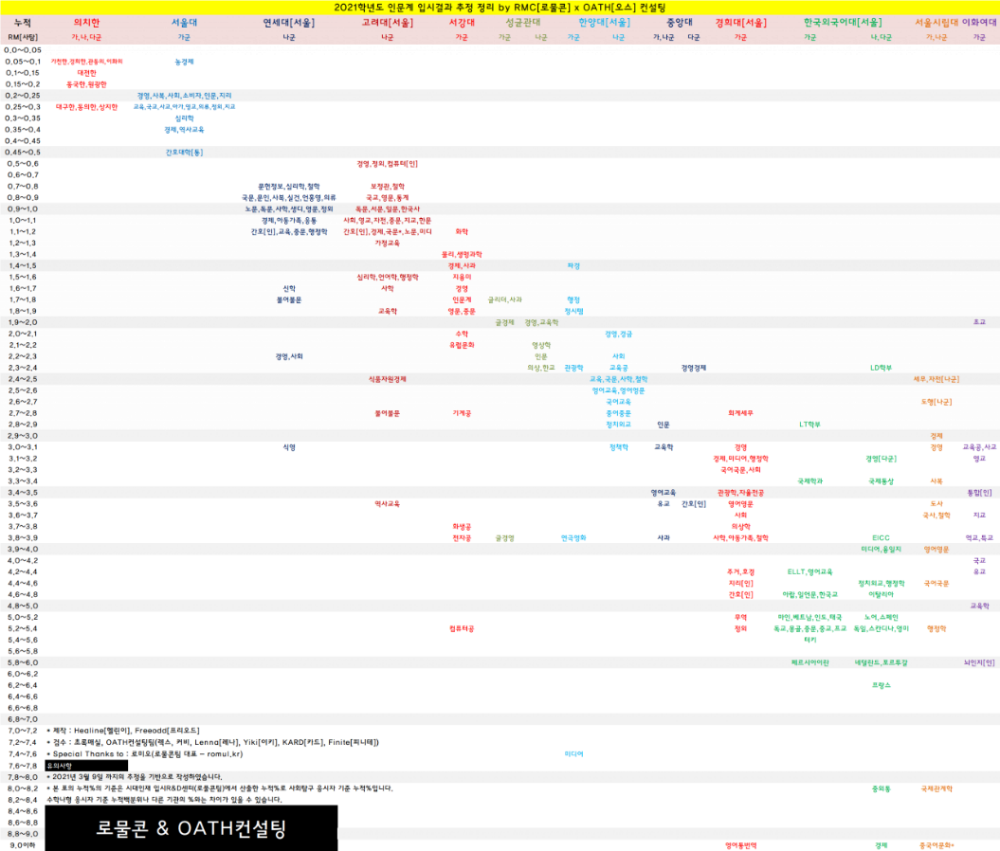 2021학년도 인문계 입시결과 추정 정리 by RMC[로물콘] x OATH[오스] 컨설팅
누적 의치한 서울대 연세대[서울] 고려대[서울] 서강대 성균관대 한양대[서울] 중앙대 경희대[서울] 한국외국어대[서울] 서울시립대 이화여대
RM[사탐] 가,나,다군 가군 나군 나군 가군 가군 나군 가군 나군 가,나군 다군 가군 가군 나,다군 가,나군 가군
0,0~0,05
0,05~0,1 가천한,경희한,관동의,이화의 농경제
0,1~0,15 대전한
0,15~0,2 동국한,원광한
0,2~0,25 경영,사복,사회,소비자,인문,지리
0,25~0,3 대구한,동의한,상지한 교육,국교,사교,아가,영교,의류,정외,지교
0,3~0,35 심리학
0,35~0,4 경제,역사교육
0,4~0,45
0,45~0,5 간호대학[통]
0,5~0,6 경영,정외,컴퓨터[인]
0,6~0,7
0,7~0,8 문헌정보,심리학,철학 보정관,철학
0,8~0,9 국문,문인,사복,실건,언홍영,의류 국교,영문,통계
0,9~1,0 노문,독문,사학,생디,영문,정외 독문,서문,일문,한국사
1,0~1,1 경제,아동가족,응통 사회,영교,자전,중문,지교,한문
1,1~1,2 간호[인],교육,중문,행정학 간호[인],경제,국문*,노문,미디 화학
1,2~1,3 가정교육
1,3~1,4 물리,생명과학
1,4~1,5 경제,사과 파경
1,5~1,6 심리학,언어학,행정학 지융미
1,6~1,7 신학 사학 경영
1,7~1,8 불어불문 인문계 글리더,사과 행정
1,8~1,9 교육학 영문,중문 정시템
1,9~2,0 글경제 경영,교육학 초교
2,0~2,1 수학 경영,경금
2,1~2,2 유럽문화 영상학
2,2~2,3 경영,사회 인문 사회
2,3~2,4 의상,한교 관광학 교육공 경영경제 LD학부
2,4~2,5 식품자원경제 교육,국문,사학,철학 세무,자전[나군]
2,5~2,6 영어교육,영어영문
2,6~2,7 국어교육 도행[나군]
2,7~2,8 불어불문 기계공 중어중문 회계세무
2,8~2,9 정치외교 인문 LT학부
2,9~3,0 경제
3,0~3,1 식영 정책학 교육학 경영 경영 교육공,사교
3,1~3,2 경제,미디어,행정학 경영[다군] 영교
3,2~3,3 국어국문,사회
3,3~3,4 국제학과 국제통상 사복
3,4~3,5 영어교육 관광학,자율전공 통합[인]
3,5~3,6 역사교육 유교 간호[인] 영어영문 도사
3,6~3,7 사회 국사,철학 지교
3,7~3,8 화생공 의상학
3,8~3,9 전자공 글경영 연극영화 사과 사학,아동가족,철학 EICC 역교,특교
3,9~4,0 미디어,융일지 영어영문
4,0~4,2 국교
4,2~4,4 주거,호경 ELLT,영어교육 유교
4,4~4,6 지리[인] 정치외교,행정학 국어국문
4,6~4,8 간호[인] 아랍,일언문,한국교 이탈리아
4,8~5,0 교육학
5,0~5,2 무역 마인,베트남,인도,태국 노어,스페인
5,2~5,4 컴퓨터공 정외 독교,몽골,중문,중교,프교 독일,스칸디나,영미 행정학
5,4~5,6 터키
5,6~5,8
5,8~6,0 페르시아이란 네덜란드,포르투갈 뇌인지[인]
6,0~6,2
6,2~6,4 프랑스
6,4~6,6
6,6~6,8
6,8~7,0
7,0~7,2 * 제작 : Healine[헬린이], Freeodd[프리오드]
7,2~7,4 * 검수 : 초록매실, OATH컨설팅팀(렉스, 커비, Lenna[레나], Yiki[이키], KARD[카드], Finite[피니테])
7,4~7,6 * Special Thanks to : 로미오(로물콘팀 대표 - romul,kr) 미디어
7,6~7,8 유의사항
7,8~8,0 * 2021년 3월 9일 까지의 추정을 기반으로 작성하였습니다.
8,0~8,2 * 본 표의 누적%의 기준은 시대인재 입시R&D센터(로물콘팀)에서 산출한 누적%로 사회탐구 응시자 기준 누적%입니다. 중외통 국제관계학
8,2~8,4 수학나형 응시자 기준 누적백분위나 다른 기관의 %와는 차이가 있을 수 있습니다.
8,4~8,6
8,6~8,8 로물콘 & OATH컨설팅
8,8~9,0
9,0이하 영어통번역 경제 중국어문화*